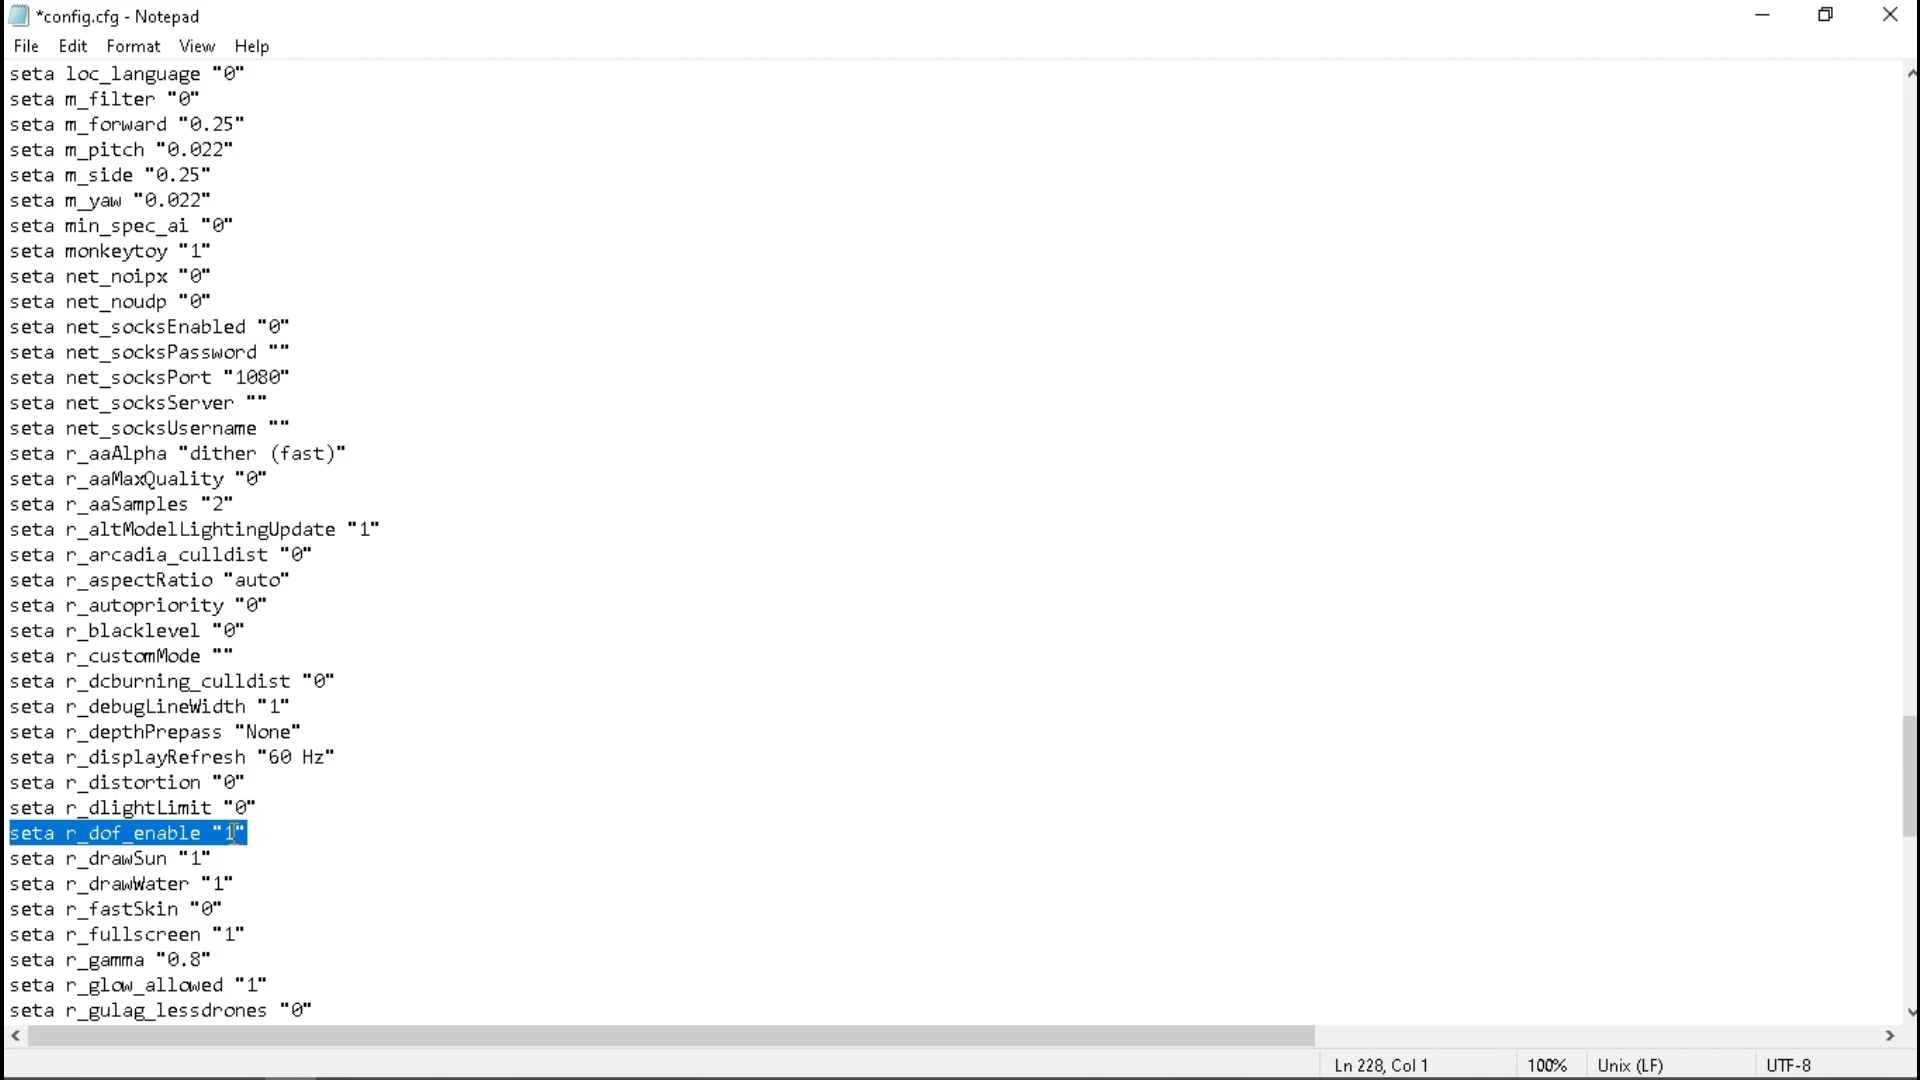 *config.cfg - Notepad
File Edit Format View Help
seta loc_language "0"
seta m_filter "0"
seta m_forward "0.25"
seta m_pitch "0.022"
seta m_side "0.25"
seta m_yaw "0.022"
seta min_spec_ai "0"
seta monkeytoy "1"
seta net_noipx "0"
seta net_noudp "0"
seta net_socksEnabled "0"
seta net_socksPassword ""
seta net_socksPort "1080"
seta net_socksServer ""
seta net_socksUsername ""
seta r_aaAlpha "dither (fast)"
seta r_aaMaxQuality "0"
seta r_aaSamples "2"
seta r_altModelLightingUpdate "1"
seta r_arcadia_culldist "0"
seta r_aspectRatio "auto"
seta r_autopriority "0"
seta r_blacklevel "0"
seta r_customMode ""
seta r_dcburning_culldist "0"
seta r_debugLineWidth "1"
seta r_depthPrepass "None"
seta r_displayRefresh "60 Hz"
seta r_distortion "0"
seta r_dlightLimit "0"
seta r_dof_enable "1"
seta r_drawSun "1"
seta r_drawWater "1"
seta r_fastSkin "0"
seta r_fullscreen "1"
seta r_gamma "0.8"
seta r_glow_allowed "1"
seta r_gulag_lessdrones "0"
Ln 228, Col 1 100% Unix (LF) UTF-8